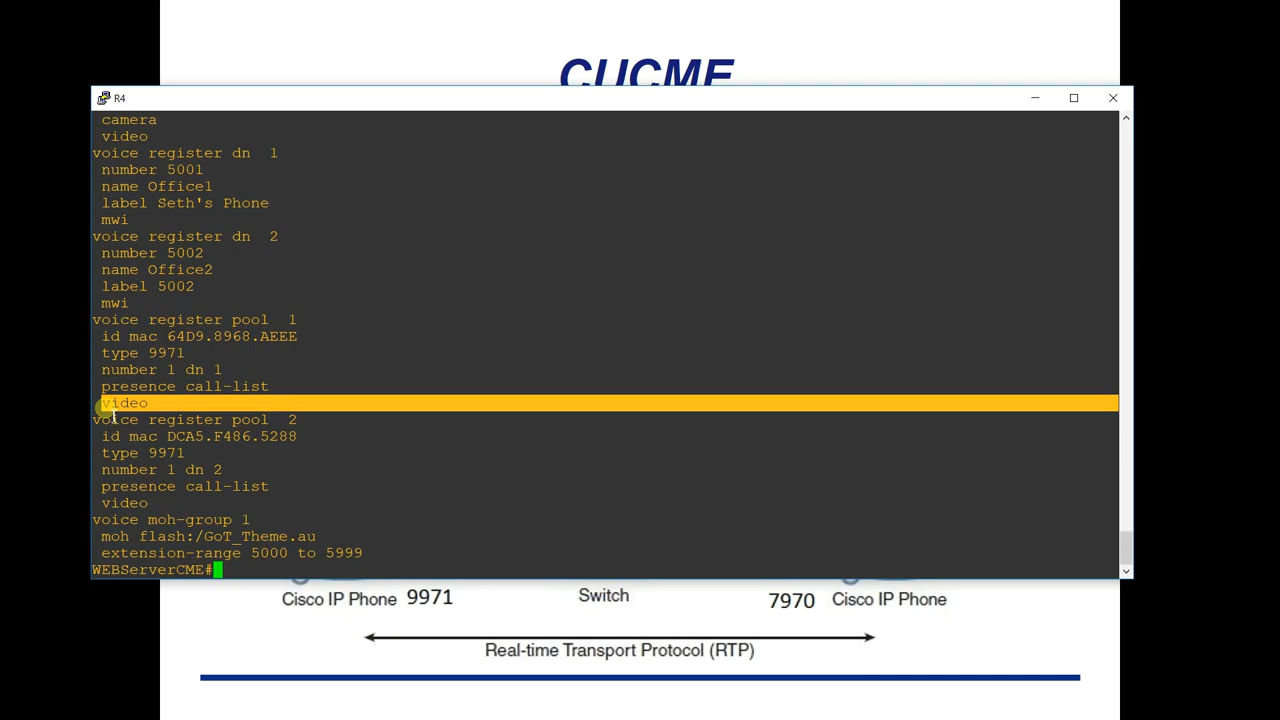 CUCME
R4
camera
video
voice register dn  1
number 5001
name Office1
label Seth's Phone
mwi
voice register dn  2
number 5002
name Office2
label 5002
mwi
voice register pool  1
id mac 64D9.8968.AEEE
type 9971
number 1 dn 1
presence call-list
video
voice register pool  2
id mac DCA5.F486.5288
type 9971
number 1 dn 2
presence call-list
video
voice moh-group 1
moh flash:/GoT_Theme.au
extension-range 5000 to 5999
WEBServerCME#
Cisco IP Phone 9971 Switch 7970 Cisco IP Phone
Real-time Transport Protocol (RTP)